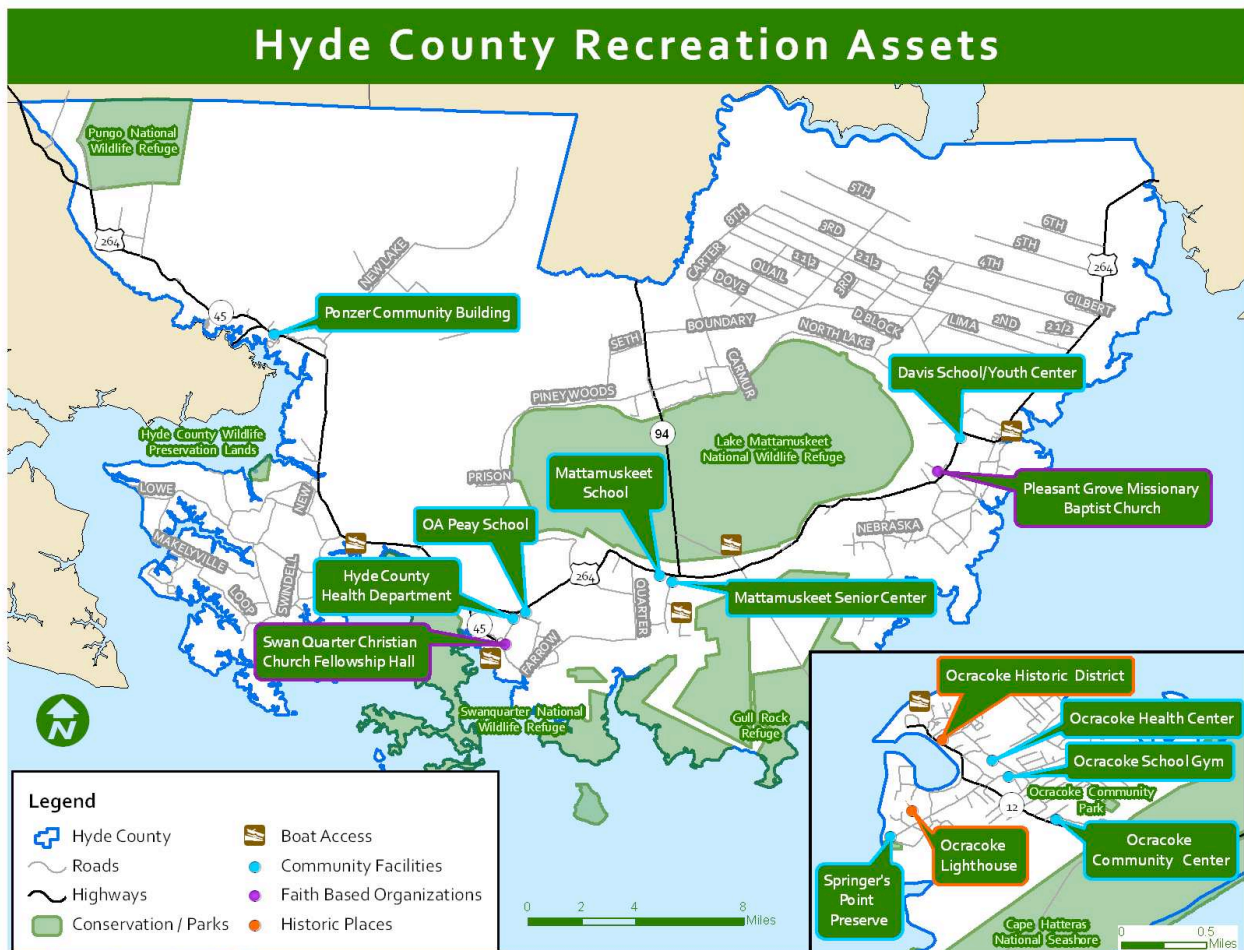 Hyde County Recreation Assets
Pungo National
Wildlife Refuge
264
45
NEW LAKE
Ponzer Community Building
5TH
8TH
3RD
6TH
5TH
4TH
264
CARTER
DOVE
QUAIL
2 1/2
3RD
2 1/2
1ST
GILBERT
SETH
BOUNDARY
NORTH LAKE
D BLOCK
LIMA
2ND
2 1/2
CARMUR
PINEYWOODS
Davis School/Youth Center
Hyde County Wildlife
Preservation Lands
94
Lake Mattamuskeet
National Wildlife Refuge
LOWE
NEW
PRISON
Mattamuskeet
School
Pleasant Grove Missionary
Baptist Church
OA Peay School
NEBRASKA
MAKELYVILLE
LOOP
SWINDELL
Hyde County
Health Department
264
QUARTER
Mattamuskeet Senior Center
45
FARROW
Swan Quarter Christian
Church Fellowship Hall
N
Swanquarter National
Wildlife Refuge
Gull Rock
Refuge
Ocracoke Historic District
Ocracoke Health Center
Ocracoke School Gym
12
Ocracoke Community
Park
Ocracoke
Lighthouse
Ocracoke
Community Center
Springer's
Point
Preserve
Cape Hatteras
National Seashore
0 0.5
Miles
Legend
Hyde County
Roads
Highways
Conservation / Parks
Boat Access
Community Facilities
Faith Based Organizations
Historic Places
0 2 4 8
Miles